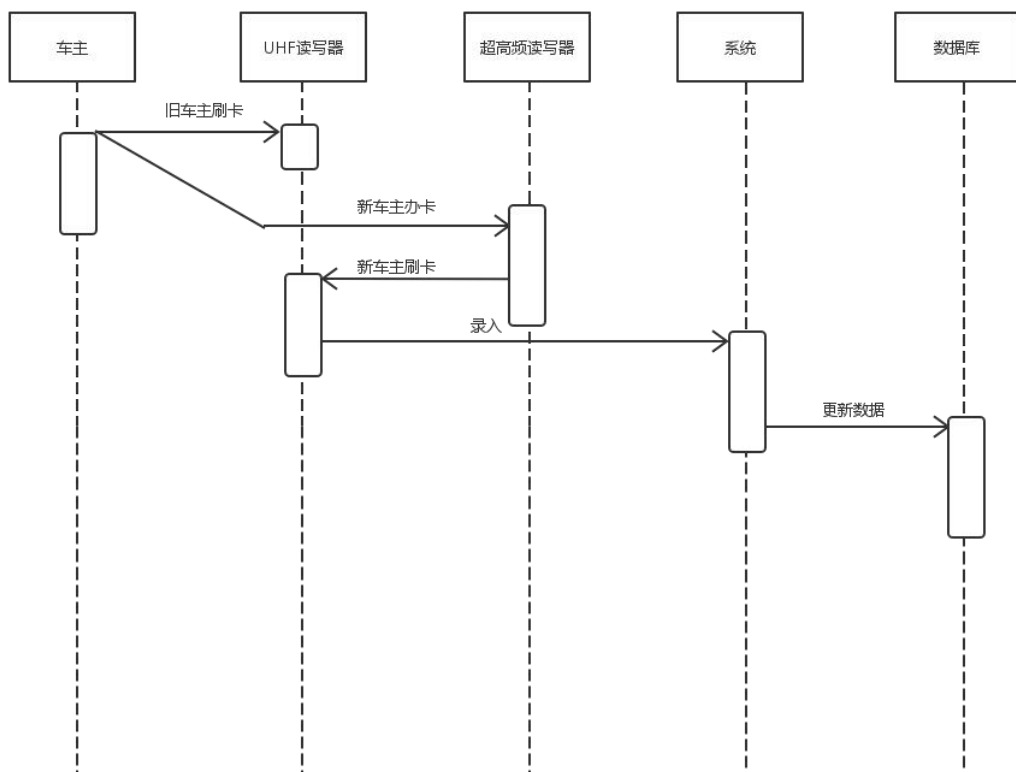 车主
UHF读写器
超高频读写器
系统
数据库
旧车主刷卡
新车主办卡
新车主刷卡
录入
更新数据